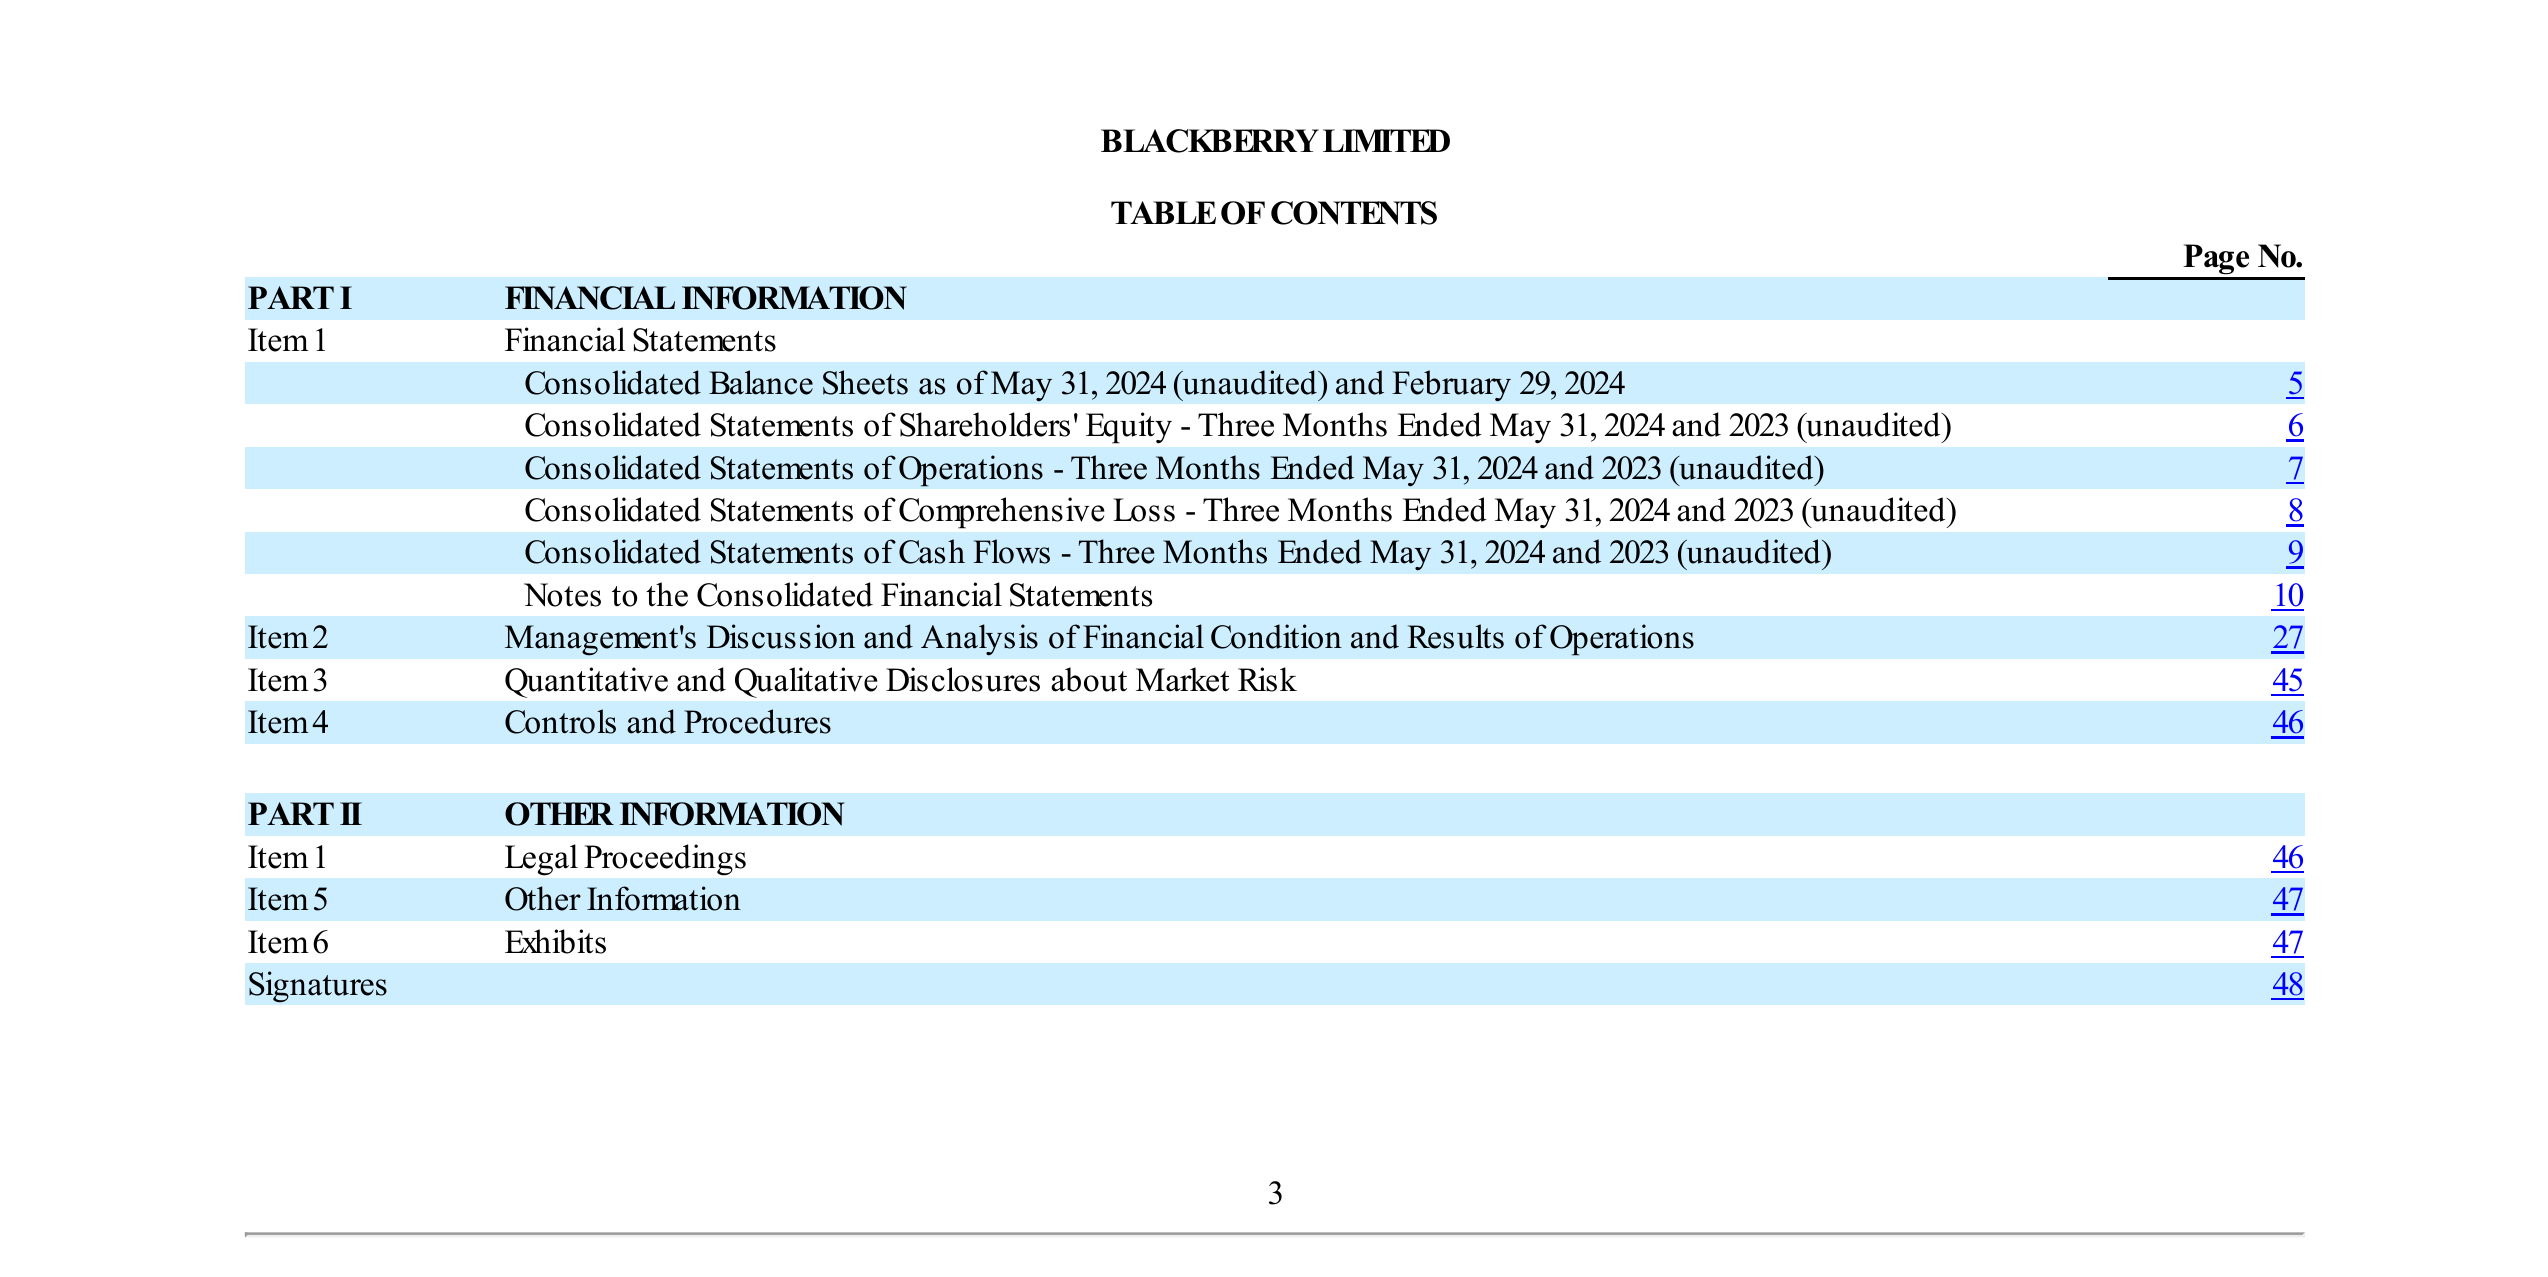 BLACKBERRY LIMITED
TABLE OF CONTENTS
Page No.
PART I FINANCIAL INFORMATION
Item 1 Financial Statements
Consolidated Balance Sheets as of May 31, 2024 (unaudited) and February 29, 2024 5
Consolidated Statements of Shareholders' Equity - Three Months Ended May 31, 2024 and 2023 (unaudited) 6
Consolidated Statements of Operations - Three Months Ended May 31, 2024 and 2023 (unaudited) 7
Consolidated Statements of Comprehensive Loss - Three Months Ended May 31, 2024 and 2023 (unaudited) 8
Consolidated Statements of Cash Flows - Three Months Ended May 31, 2024 and 2023 (unaudited) 9
Notes to the Consolidated Financial Statements 10
Item 2 Management's Discussion and Analysis of Financial Condition and Results of Operations 27
Item 3 Quantitative and Qualitative Disclosures about Market Risk 45
Item 4 Controls and Procedures 46
PART II OTHER INFORMATION
Item 1 Legal Proceedings 46
Item 5 Other Information 47
Item 6 Exhibits 47
Signatures 48
3